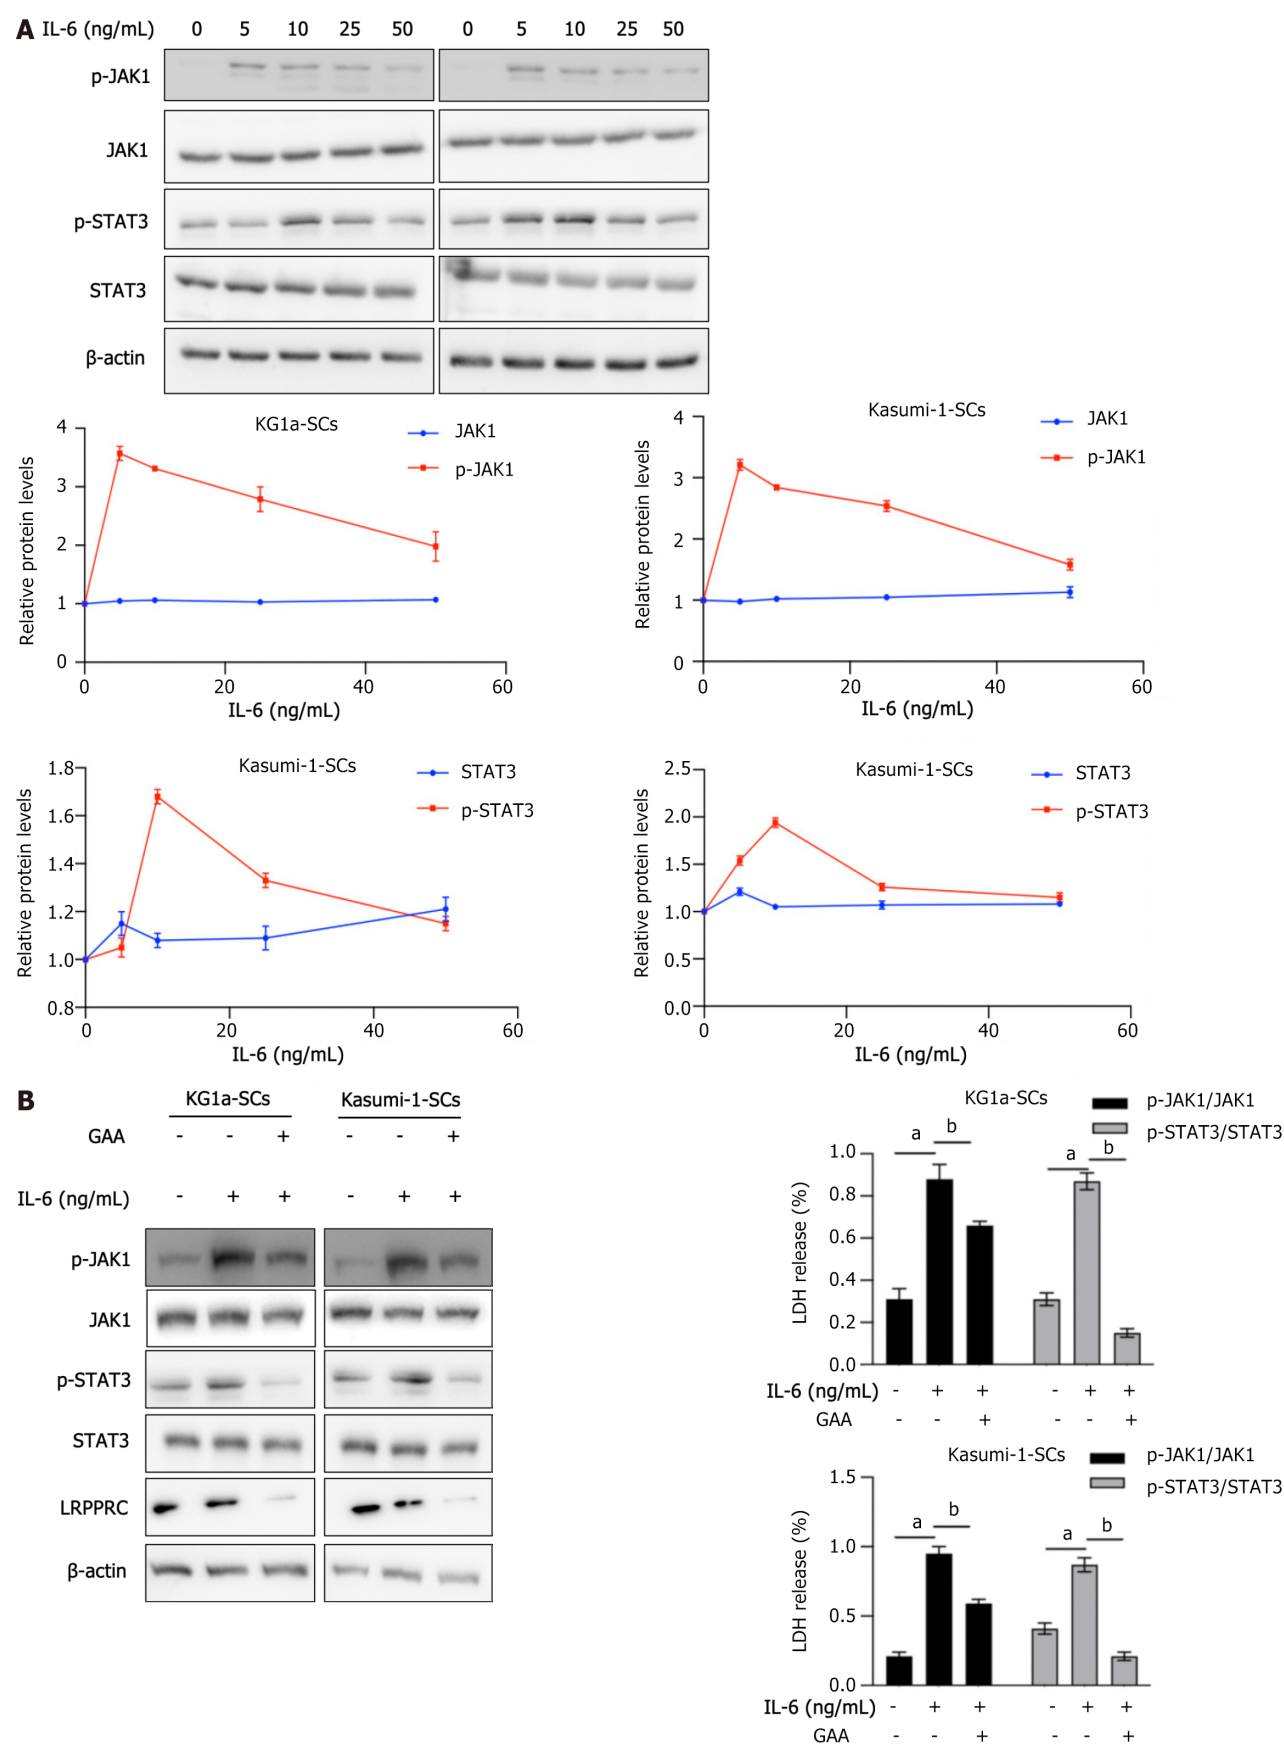 A IL-6 (ng/mL) 0 5 10 25 50 0 5 10 25 50
p-JAK1
JAK1
p-STAT3
STAT3
β-actin
KG1a-SCs
JAK1
p-JAK1
Relative protein levels
4
3
2
1
0
0 20 40 60
IL-6 (ng/mL)
Kasumi-1-SCs
JAK1
p-JAK1
Relative protein levels
4
3
2
1
0
0 20 40 60
IL-6 (ng/mL)
Kasumi-1-SCs
STAT3
p-STAT3
Relative protein levels
1.8
1.6
1.4
1.2
1.0
0.8
0 20 40 60
IL-6 (ng/mL)
Kasumi-1-SCs
STAT3
p-STAT3
Relative protein levels
2.5
2.0
1.5
1.0
0.5
0.0
0 20 40 60
IL-6 (ng/mL)
B KG1a-SCs Kasumi-1-SCs
GAA - - + - - +
IL-6 (ng/mL) - + + - + +
p-JAK1
JAK1
p-STAT3
STAT3
LRPPRC
β-actin
KG1a-SCs
p-JAK1/JAK1
p-STAT3/STAT3
a b a b
LDH release (%)
1.0
0.8
0.6
0.4
0.2
0.0
IL-6 (ng/mL) - + + - + +
GAA - - + - - +
Kasumi-1-SCs
p-JAK1/JAK1
p-STAT3/STAT3
a b a b
LDH release (%)
1.5
1.0
0.5
0.0
IL-6 (ng/mL) - + + - + +
GAA - - + - - +